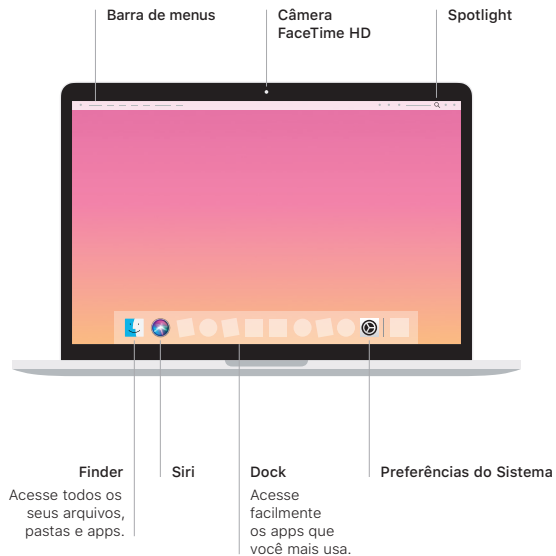 Barra de menus
Câmera
FaceTime HD
Spotlight
Finder
Acesse todos os
seus arquivos,
pastas e apps.
Siri
Dock
Acesse
facilmente
os apps que
você mais usa.
Preferências do Sistema